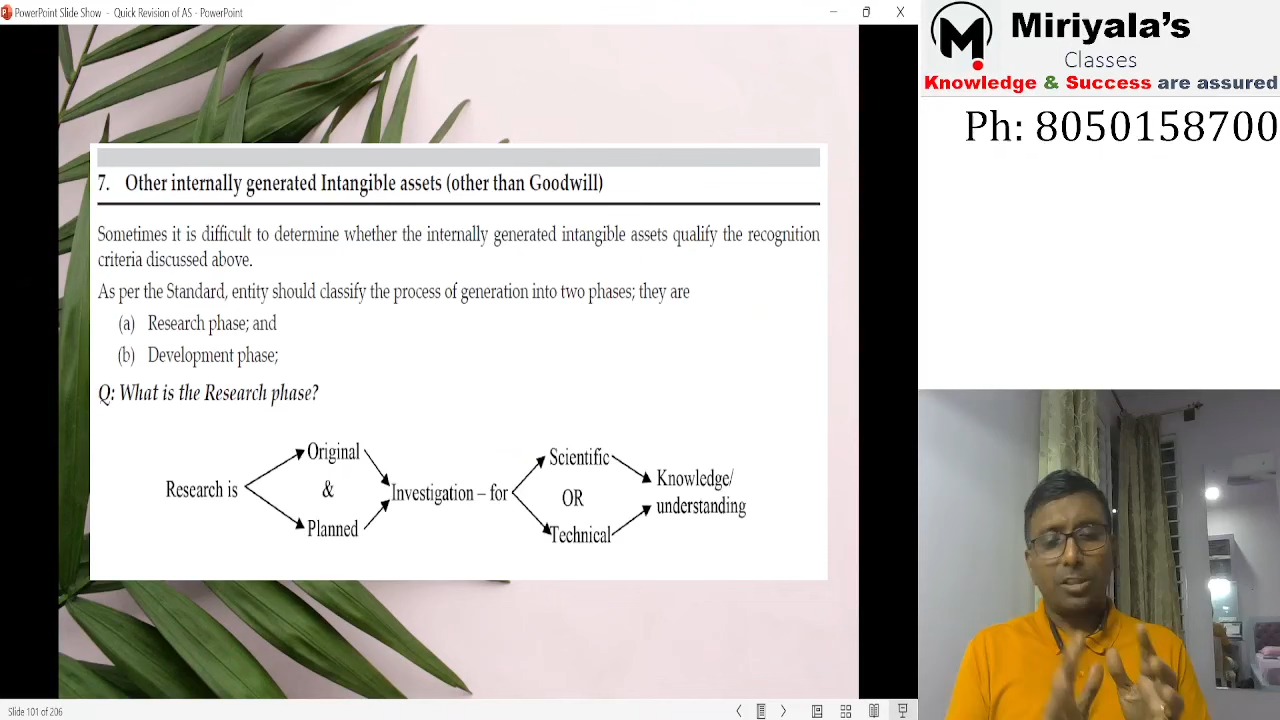 PowerPoint Slide Show - Quick Revision of AS - PowerPoint
Miriyala's
Classes
Knowledge & Success are assured
Ph: 8050158700
7. Other internally generated Intangible assets (other than Goodwill)
Sometimes it is difficult to determine whether the internally generated intangible assets qualify the recognition
criteria discussed above.
As per the Standard, entity should classify the process of generation into two phases; they are
(a) Research phase; and
(b) Development phase;
Q: What is the Research phase?
Research is
Original
&
Planned
Investigation – for
Scientific
OR
Technical
Knowledge/
understanding
Slide 101 of 206